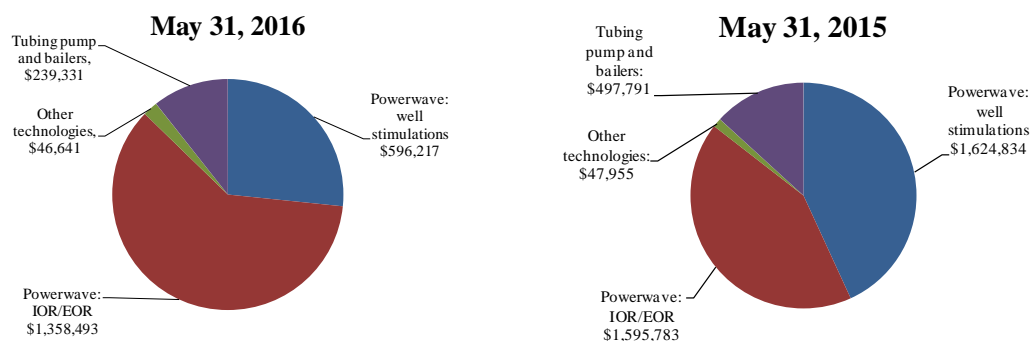 May 31, 2016
Tubing pump
and bailers,
$239,331
Other
technologies,
$46,641
Powerwave:
well
stimulations
$596,217
Powerwave:
IOR/EOR
$1,358,493
May 31, 2015
Tubing
pump and
bailers:
$497,791
Other
technologies:
$47,955
Powerwave:
well
stimulations
$1,624,834
Powerwave:
IOR/EOR
$1,595,783